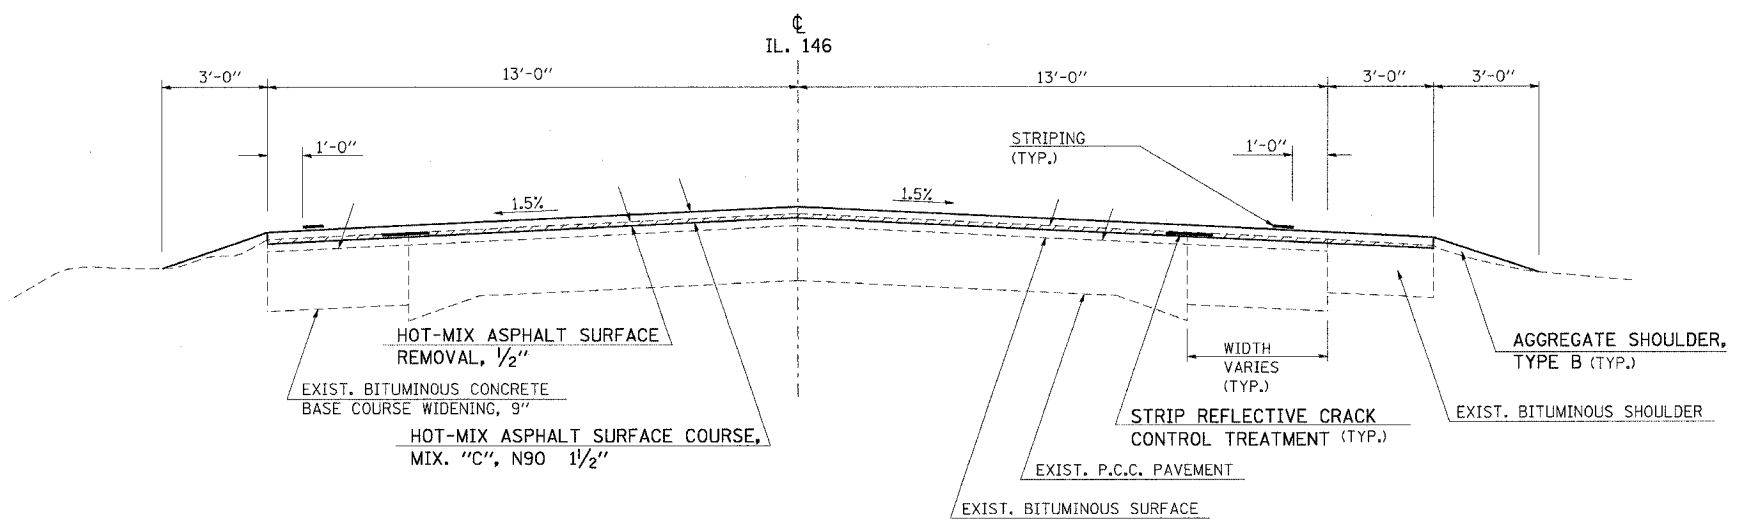 ℄
IL. 146
3'-0" 13'-0" 13'-0" 3'-0" 3'-0"
1'-0"
STRIPING
(TYP.)
1'-0"
1.5%
1.5%
HOT-MIX ASPHALT SURFACE
REMOVAL, 1/2"
EXIST. BITUMINOUS CONCRETE
BASE COURSE WIDENING, 9"
HOT-MIX ASPHALT SURFACE COURSE,
MIX. "C", N90 1 1/2"
WIDTH
VARIES
(TYP.)
AGGREGATE SHOULDER,
TYPE B (TYP.)
STRIP REFLECTIVE CRACK
CONTROL TREATMENT (TYP.)
EXIST. BITUMINOUS SHOULDER
EXIST. P.C.C. PAVEMENT
EXIST. BITUMINOUS SURFACE